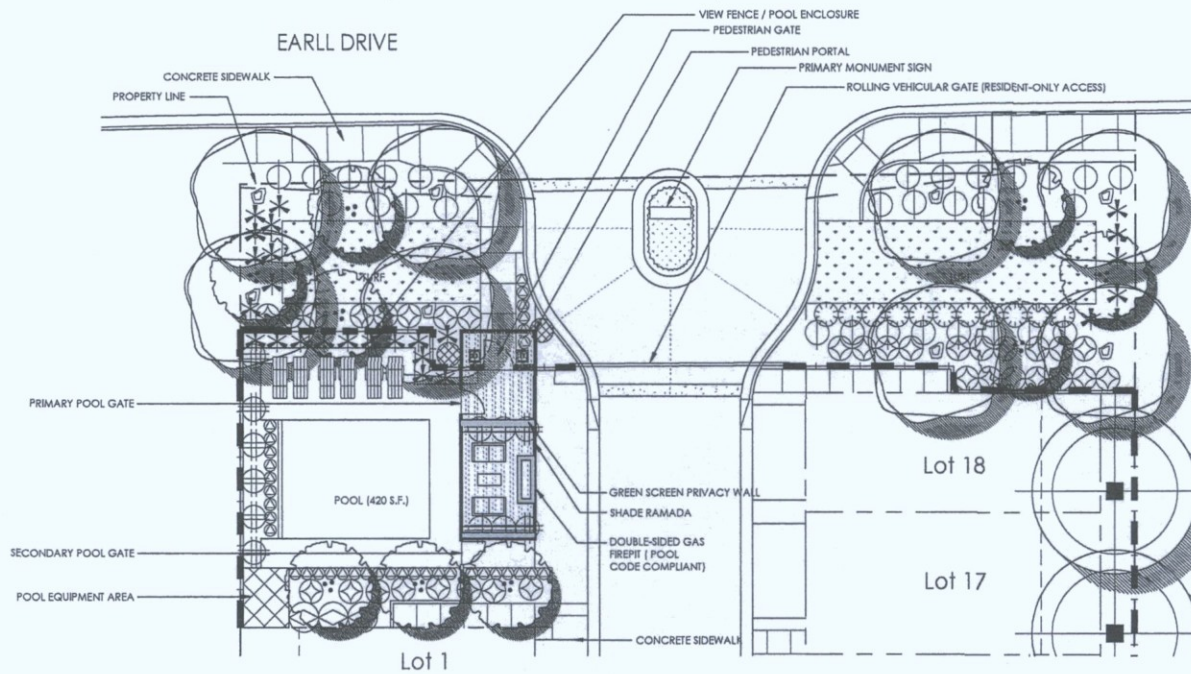 EARLL DRIVE
VIEW FENCE / POOL ENCLOSURE
PEDESTRIAN GATE
PEDESTRIAN PORTAL
PRIMARY MONUMENT SIGN
ROLLING VEHICULAR GATE (RESIDENT-ONLY ACCESS)
CONCRETE SIDEWALK
PROPERTY LINE
PRIMARY POOL GATE
POOL (420 S.F.)
SECONDARY POOL GATE
POOL EQUIPMENT AREA
GREEN SCREEN PRIVACY WALL
SHADE RAMADA
DOUBLE-SIDED GAS
FIREPIT ( POOL
CODE COMPLIANT)
CONCRETE SIDEWALK
Lot 18
Lot 17
Lot 1